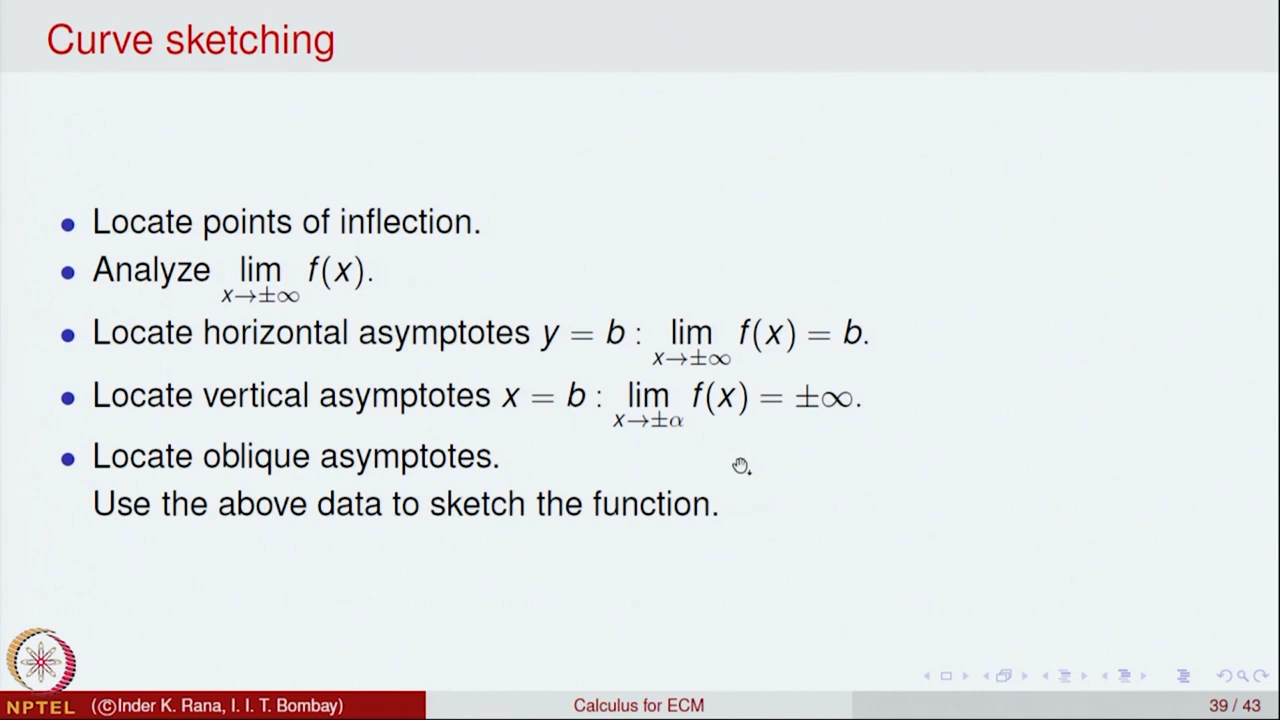 Curve sketching
• Locate points of inflection.
• Analyze lim x→±∞ f(x).
• Locate horizontal asymptotes y = b : lim x→±∞ f(x) = b.
• Locate vertical asymptotes x = b : lim x→±α f(x) = ±∞.
• Locate oblique asymptotes.
Use the above data to sketch the function.
NPTEL
(©Inder K. Rana, I. I. T. Bombay)
Calculus for ECM
39 / 43